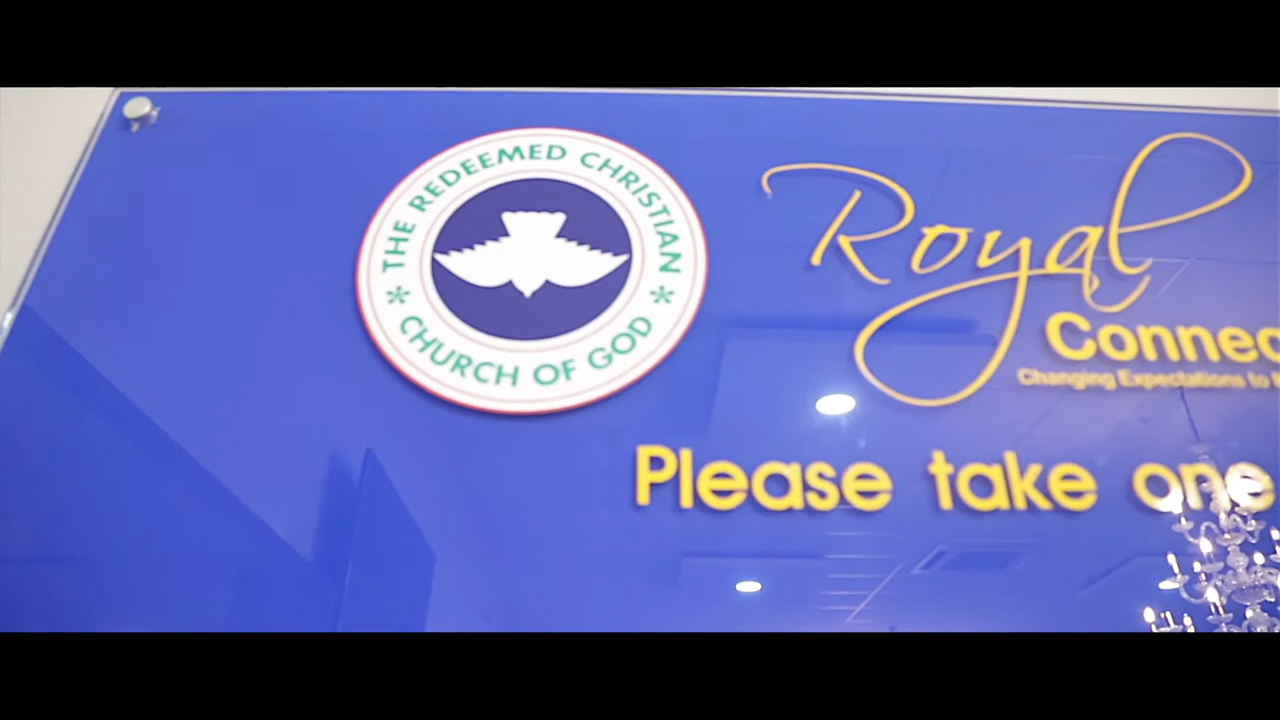 THE REDEEMED CHRISTIAN
CHURCH OF GOD
Royal
Connec
Changing Expectations to
Please take one